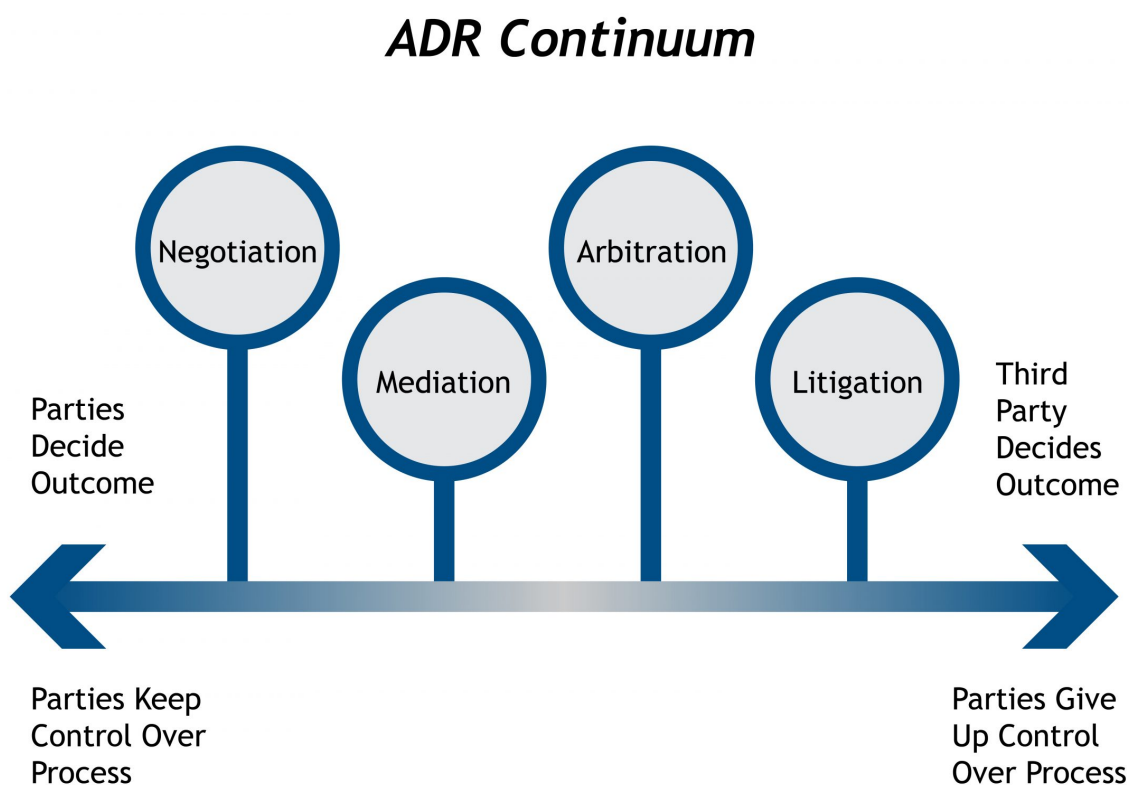 ADR Continuum
Negotiation
Mediation
Arbitration
Litigation
Parties
Decide
Outcome
Third
Party
Decides
Outcome
Parties Keep
Control Over
Process
Parties Give
Up Control
Over Process